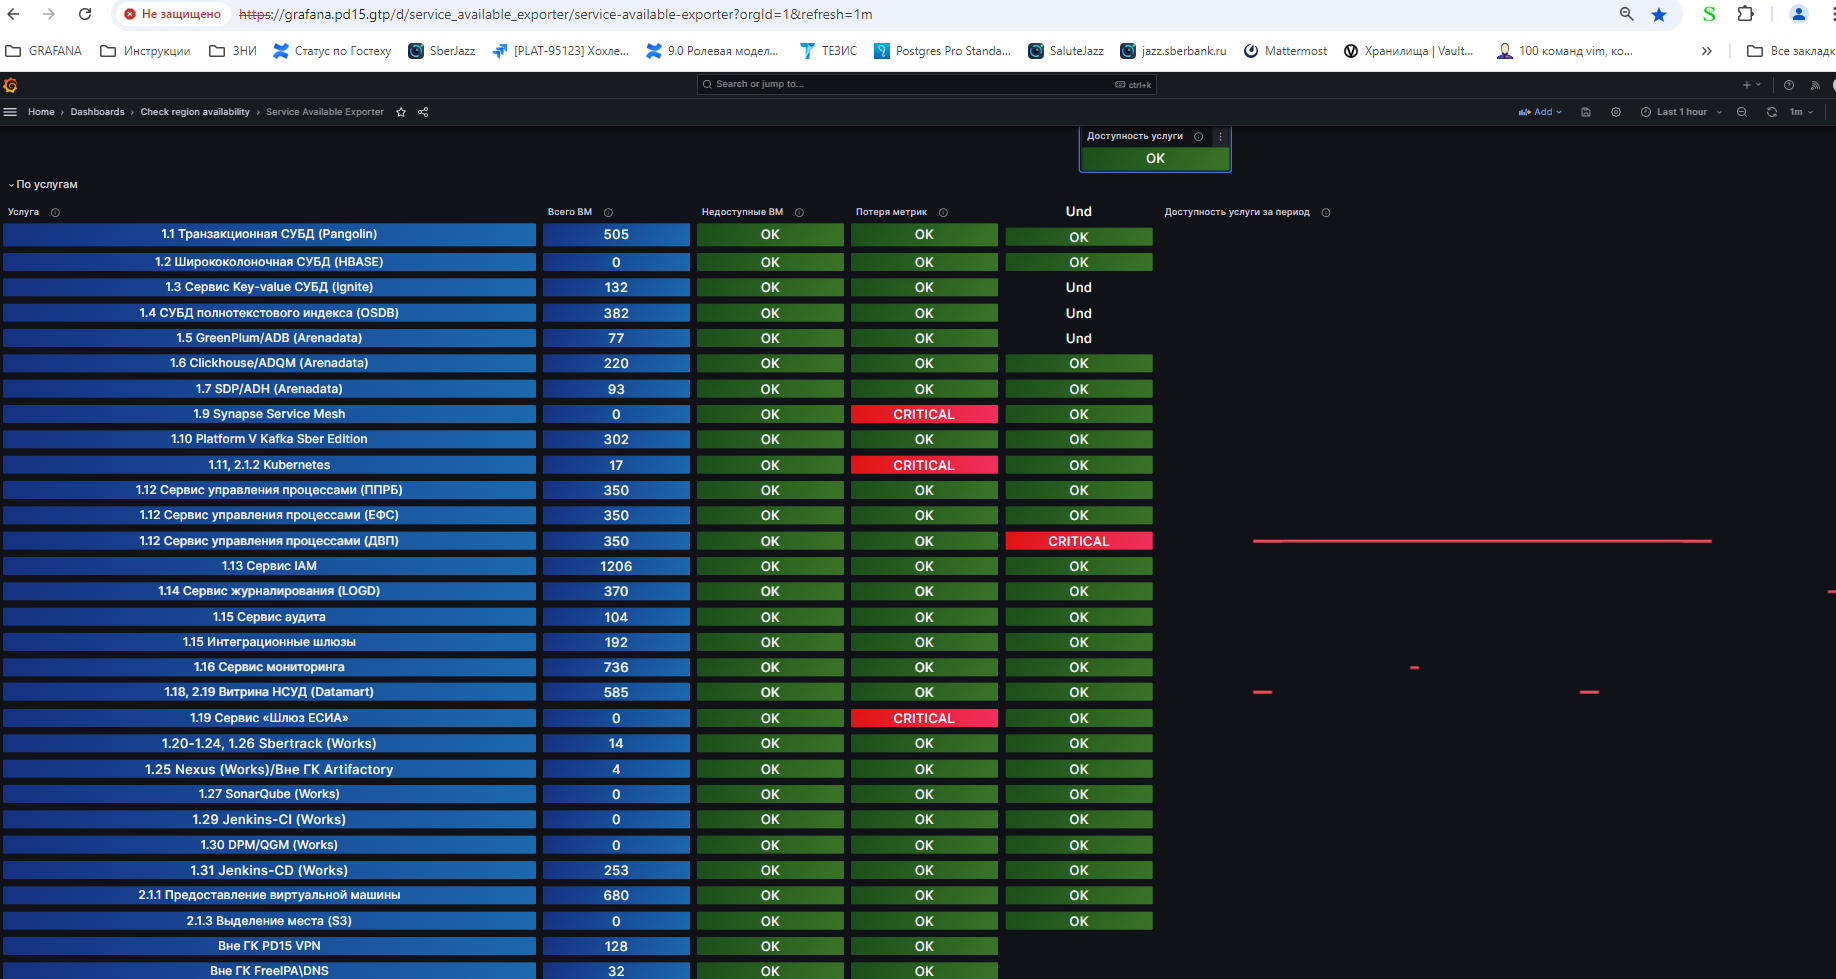 Не защищено https://grafana.pd15.gtp/d/service_available_exporter/service-available-exporter?orgId=1&refresh=1m
GRAFANA Инструкции ЗНИ Статус по Гостеху SberJazz [PLAT-95123] Хохле... 9.0 Ролевая модел... ТЕЗИС Postgres Pro Standa... SaluteJazz jazz.sberbank.ru Mattermost Хранилища | Vault... 100 команд vim, ко... » Все закладк
Search or jump to... ctrl+k
Home › Dashboards › Check region availability › Service Available Exporter Add Last 1 hour 1m
Доступность услуги
OK
По услугам
Услуга Всего ВМ Недоступные ВМ Потеря метрик Und Доступность услуги за период
1.1 Транзакционная СУБД (Pangolin) 505 OK OK OK
1.2 Ширококолоночная СУБД (HBASE) 0 OK OK OK
1.3 Сервис Key-value СУБД (Ignite) 132 OK OK Und
1.4 СУБД полнотекстового индекса (OSDB) 382 OK OK Und
1.5 GreenPlum/ADB (Arenadata) 77 OK OK Und
1.6 Clickhouse/ADQM (Arenadata) 220 OK OK OK
1.7 SDP/ADH (Arenadata) 93 OK OK OK
1.9 Synapse Service Mesh 0 OK CRITICAL OK
1.10 Platform V Kafka Sber Edition 302 OK OK OK
1.11, 2.1.2 Kubernetes 17 OK CRITICAL OK
1.12 Сервис управления процессами (ППРБ) 350 OK OK OK
1.12 Сервис управления процессами (ЕФС) 350 OK OK OK
1.12 Сервис управления процессами (ДВП) 350 OK OK CRITICAL
1.13 Сервис IAM 1206 OK OK OK
1.14 Сервис журналирования (LOGD) 370 OK OK OK
1.15 Сервис аудита 104 OK OK OK
1.15 Интеграционные шлюзы 192 OK OK OK
1.16 Сервис мониторинга 736 OK OK OK
1.18, 2.19 Витрина НСУД (Datamart) 585 OK OK OK
1.19 Сервис «Шлюз ЕСИА» 0 OK CRITICAL OK
1.20-1.24, 1.26 Sbertrack (Works) 14 OK OK OK
1.25 Nexus (Works)/Вне ГК Artifactory 4 OK OK OK
1.27 SonarQube (Works) 0 OK OK OK
1.29 Jenkins-CI (Works) 0 OK OK OK
1.30 DPM/QGM (Works) 0 OK OK OK
1.31 Jenkins-CD (Works) 253 OK OK OK
2.1.1 Предоставление виртуальной машины 680 OK OK OK
2.1.3 Выделение места (S3) 0 OK OK OK
Вне ГК PD15 VPN 128 OK OK
Вне ГК FreeIPA\DNS 32 OK OK